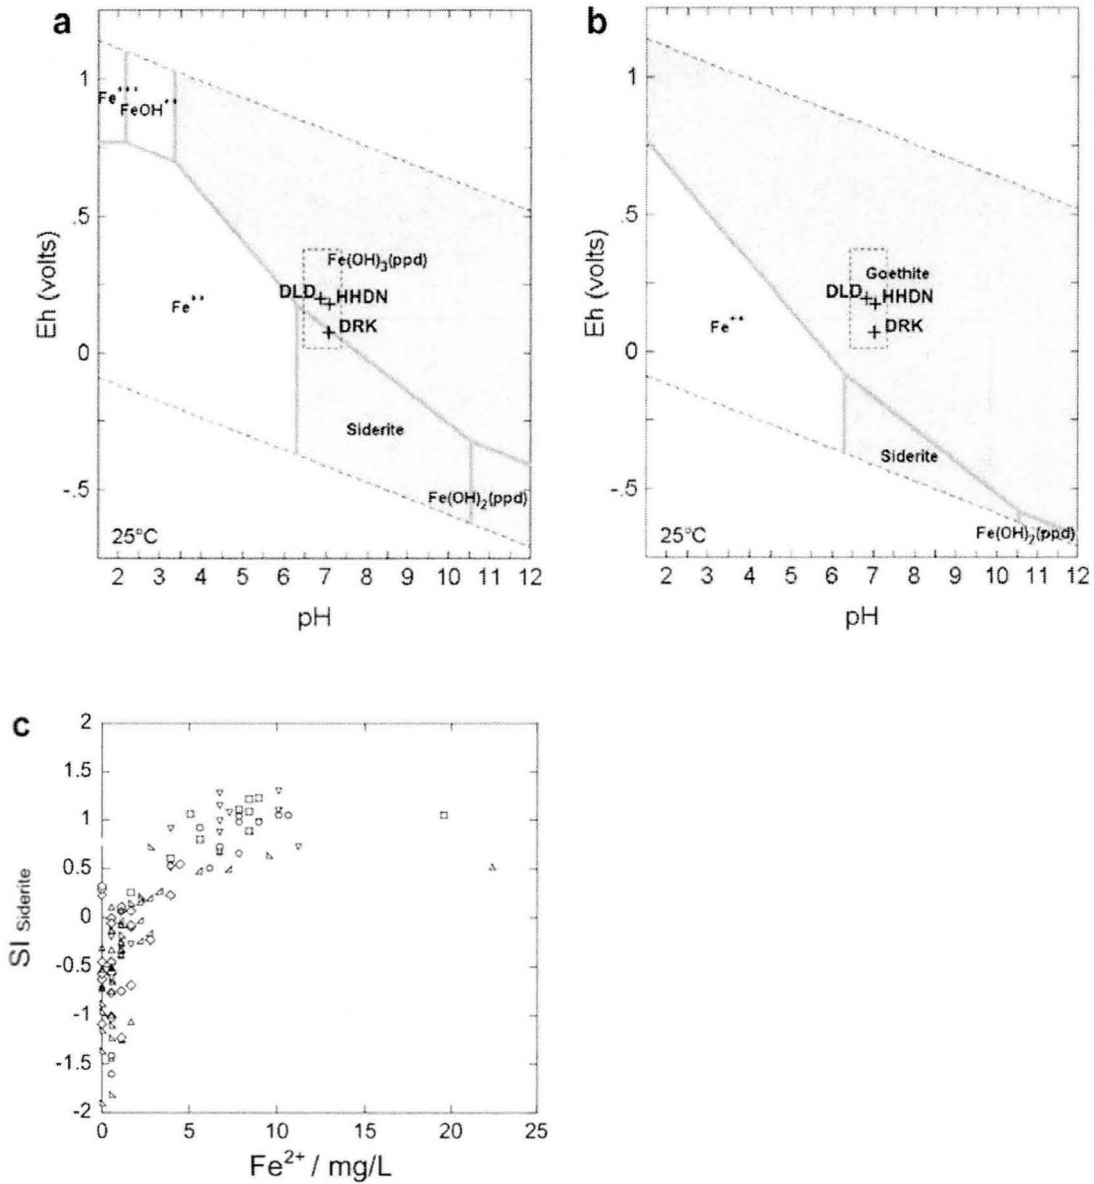 a
1
.5
0
-.5
Eh (volts)
Fe+++
FeOH++
Fe++
Fe(OH)3(ppd)
DLD
HHDN
DRK
Siderite
Fe(OH)2(ppd)
25°C
2 3 4 5 6 7 8 9 10 11 12
pH
b
1
.5
0
-.5
Eh (volts)
Goethite
DLD
HHDN
DRK
Fe++
Siderite
Fe(OH)2(ppd)
25°C
2 3 4 5 6 7 8 9 10 11 12
pH
c
2
1.5
1
0.5
0
-0.5
-1
-1.5
-2
SI Siderite
0 5 10 15 20 25
Fe2+ / mg/L